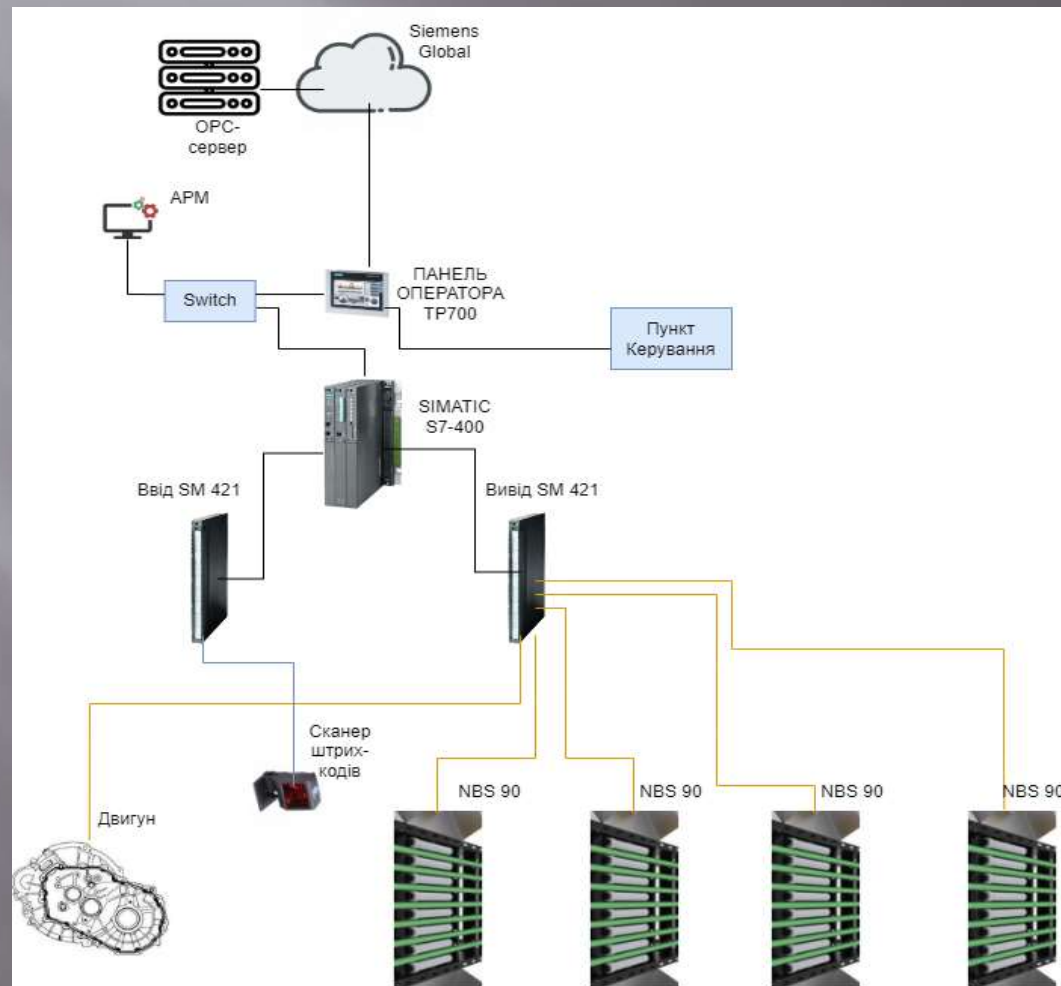 Siemens
Global
OPC-
сервер
АРМ
Switch
ПАНЕЛЬ
ОПЕРАТОРА
TP700
Пункт
Керування
SIMATIC
S7-400
Ввід SM 421
Вивід SM 421
Сканер
штрих-
кодів
Двигун
NBS 90
NBS 90
NBS 90
NBS 90